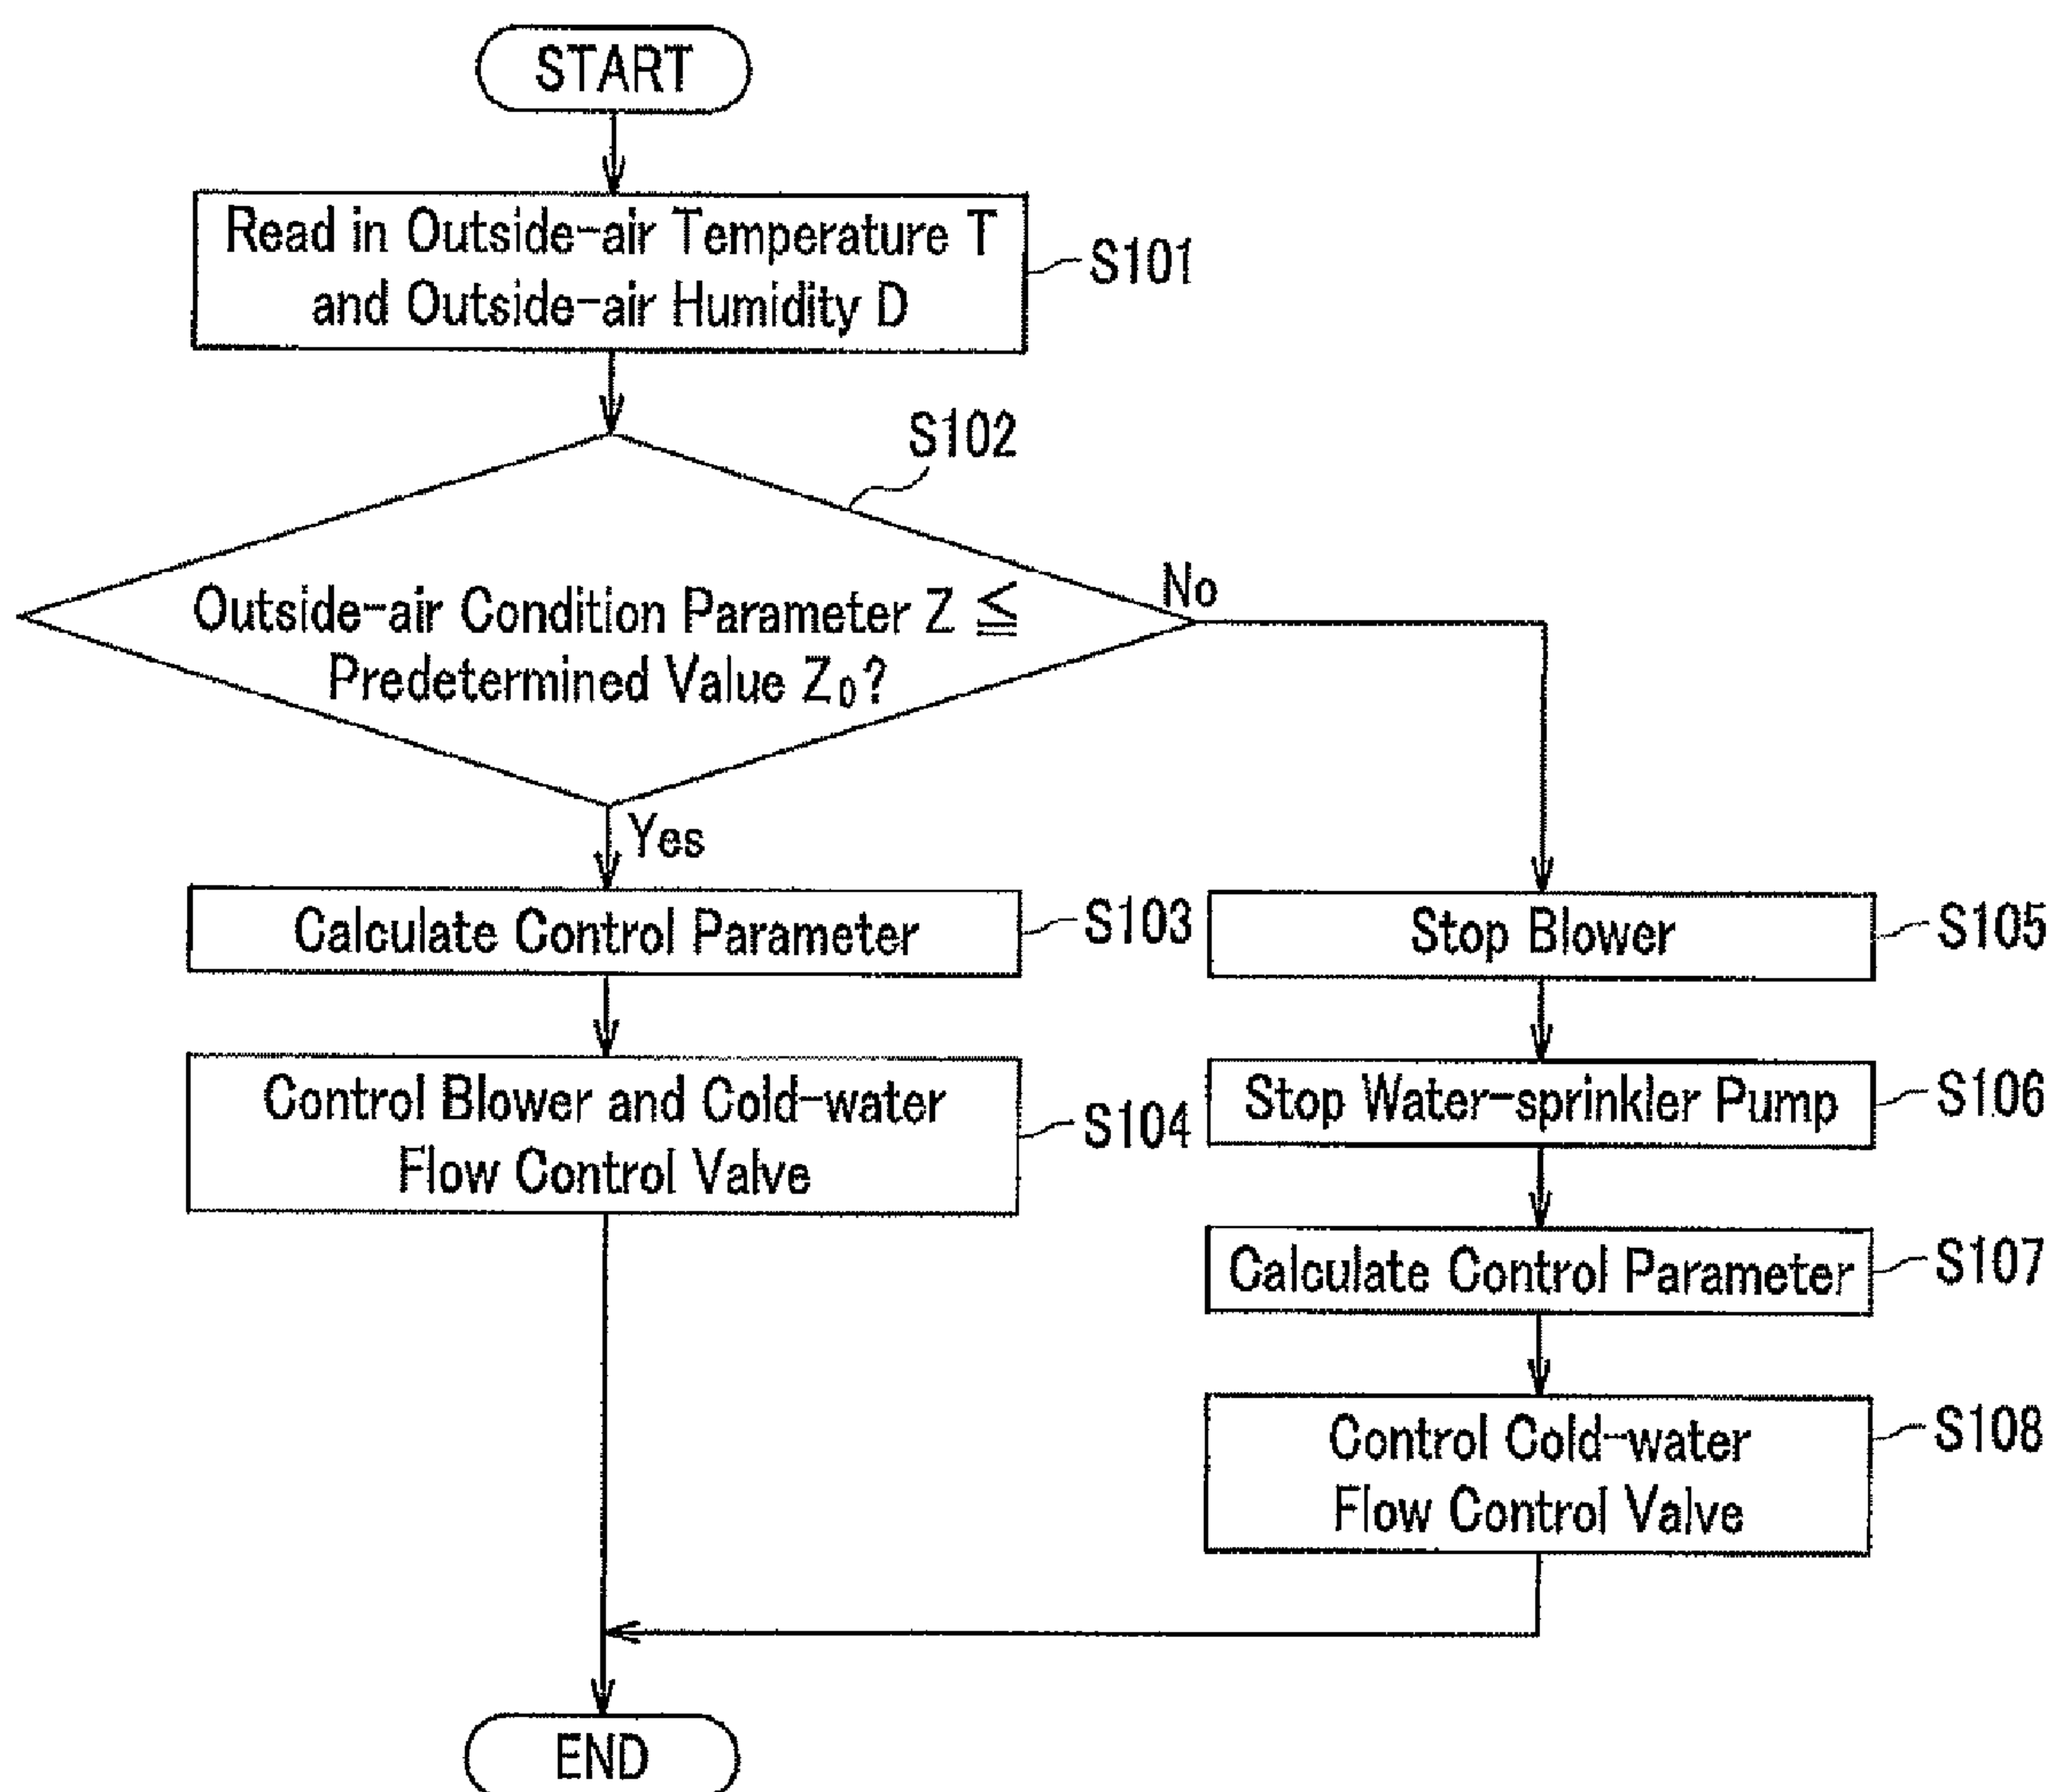 START
Read in Outside-air Temperature T
and Outside-air Humidity D
S101
S102
Outside-air Condition Parameter Z ≦
Predetermined Value Z₀?
No
Yes
Calculate Control Parameter
S103
Control Blower and Cold-water
Flow Control Valve
S104
Stop Blower
S105
Stop Water-sprinkler Pump
S106
Calculate Control Parameter
S107
Control Cold-water
Flow Control Valve
S108
END